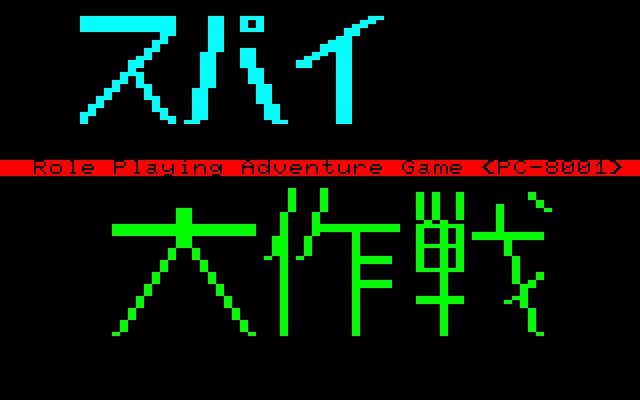 スパイ
Role Playing Adventure Game <PC-8001>
大作戦